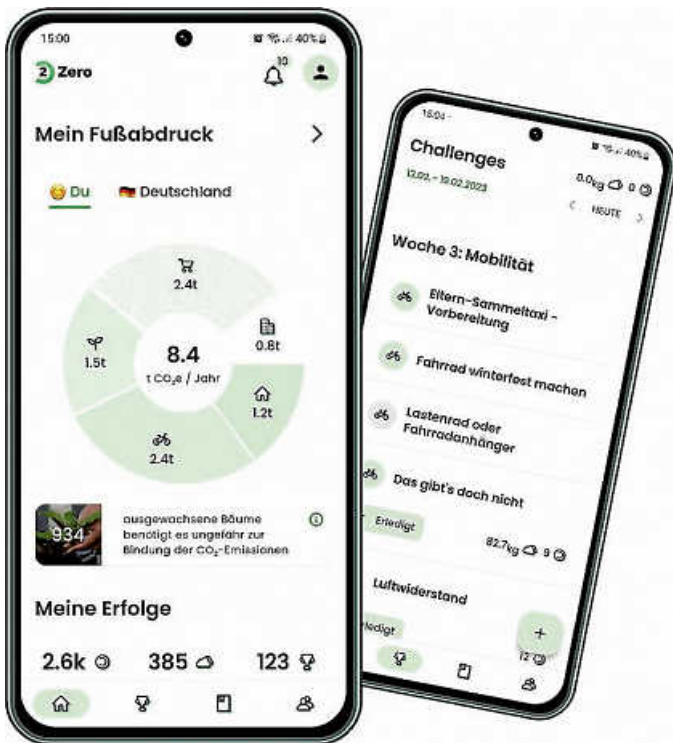 15:00
40%
2 Zero
10
Mein Fußabdruck
Du
Deutschland
2.4t
0.8t
1.5t
8.4
t CO₂e / Jahr
1.2t
2.4t
934
ausgewachsene Bäume
benötigt es ungefähr zur
Bindung der CO₂-Emissionen
Meine Erfolge
2.6k
385
123
15:04
40%
Challenges
8.0kg 0
12.02. - 19.02.2023
HEUTE
Woche 3: Mobilität
Eltern-Sammeltaxi -
Vorbereitung
Fahrrad winterfest machen
Lastenrad oder
Fahrradanhänger
Das gibt's doch nicht
Erledigt
82.7kg 9
Luftwiderstand
rledigt
12